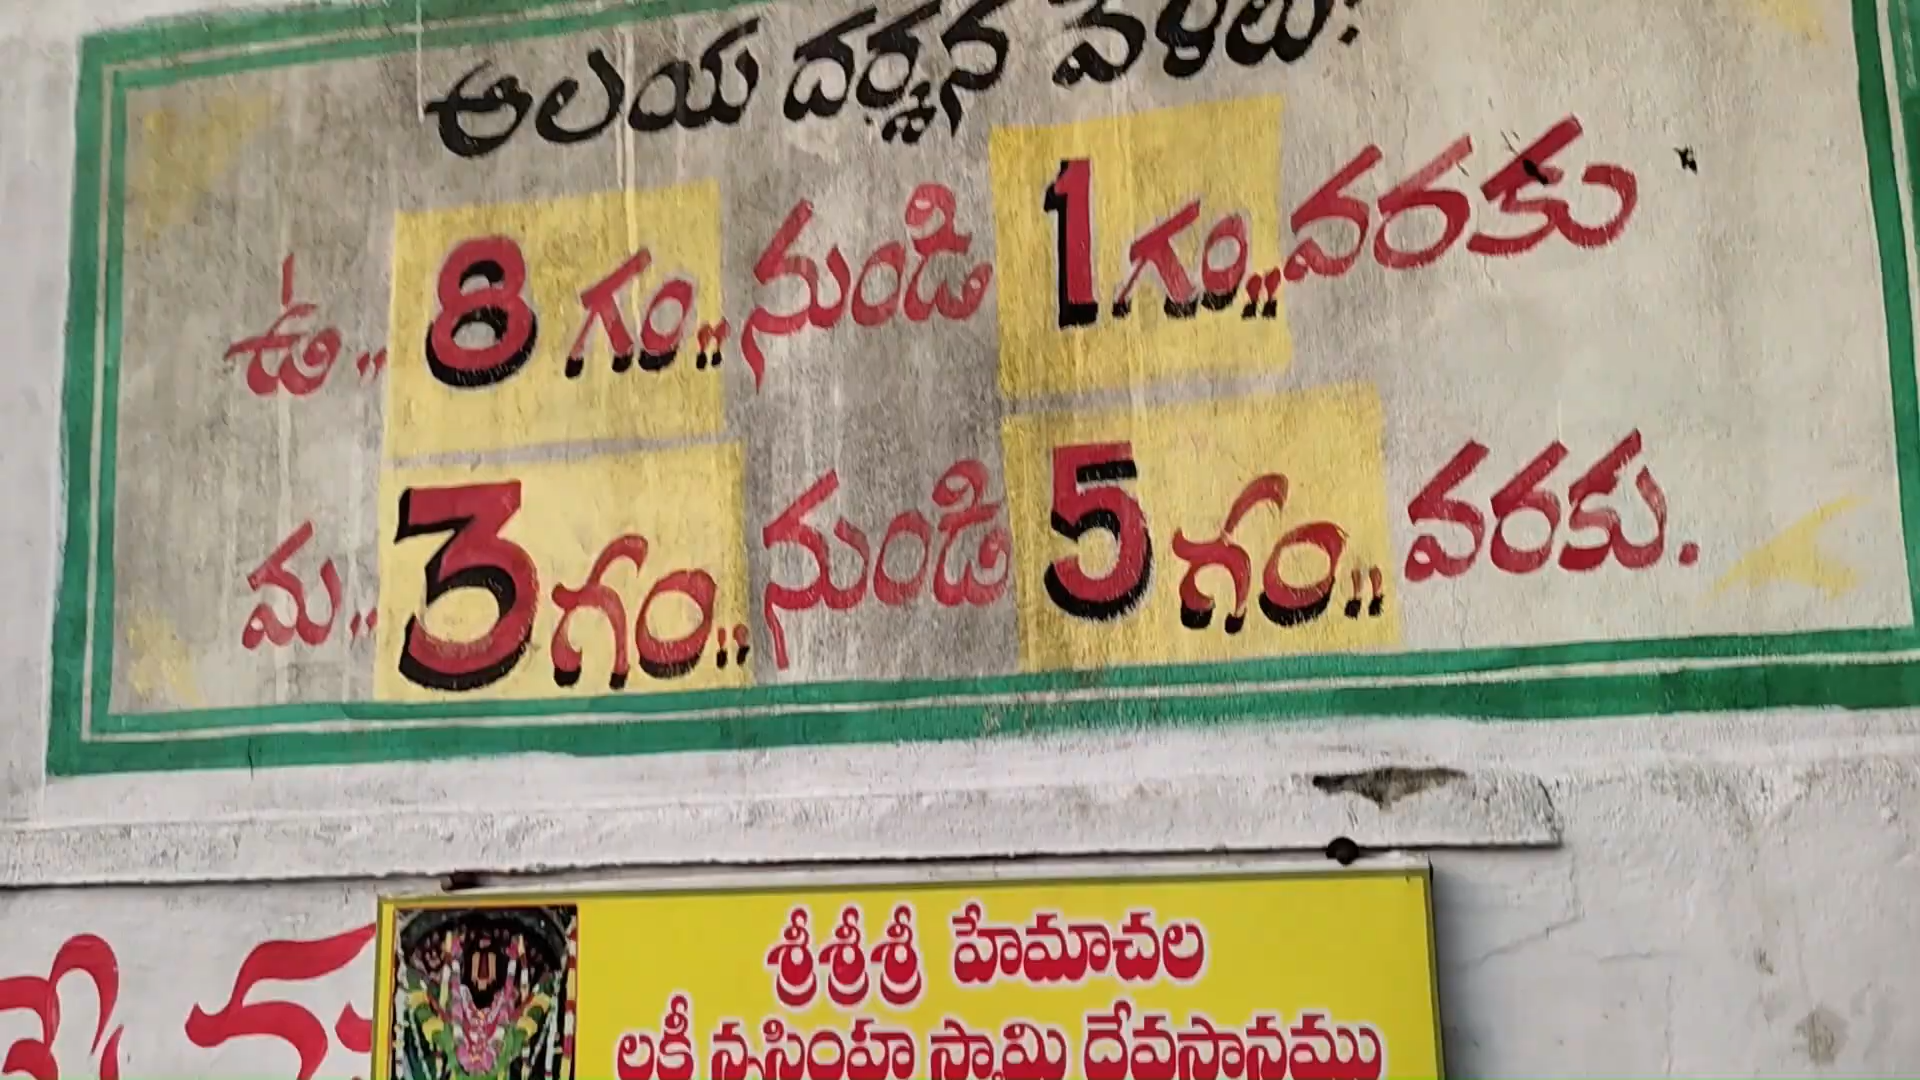 ఆలయ దర్శన వేళలు:
ఉ.. 8 గం.. నుండి 1 గం.. వరకు
మ.. 3 గం.. నుండి 5 గం.. వరకు.
శ్రీశ్రీశ్రీ హేమాచల
లక్ష్మీ నృసింహ స్వామి దేవస్థానము